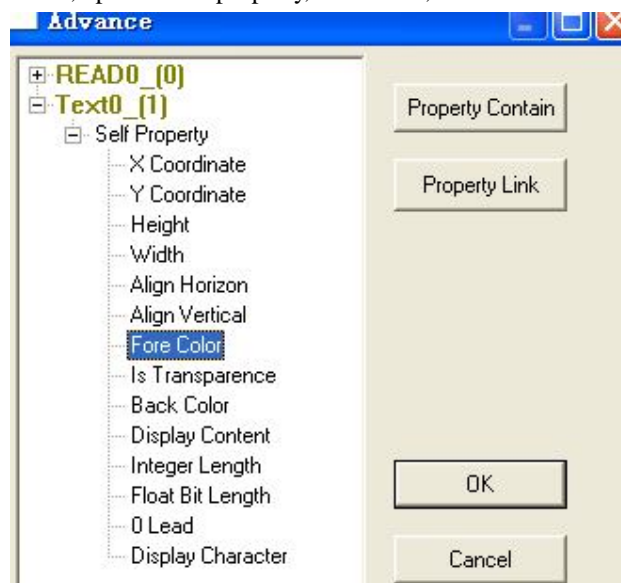 Advance
READ0_(0)
Text0_(1)
Self Property
X Coordinate
Y Coordinate
Height
Width
Align Horizon
Align Vertical
Fore Color
Is Transparence
Back Color
Display Content
Integer Length
Float Bit Length
0 Lead
Display Character
Property Contain
Property Link
OK
Cancel